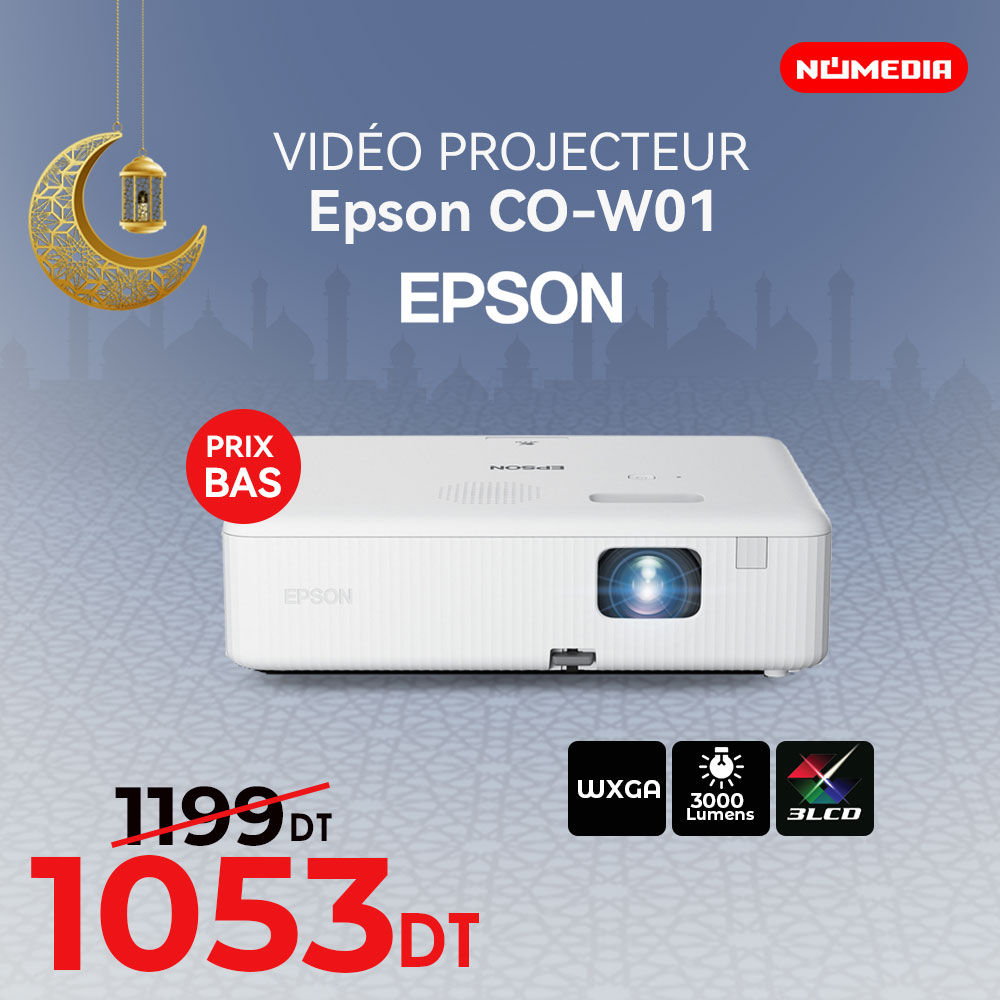 NUMEDIA
VIDÉO PROJECTEUR
Epson CO-W01
EPSON
PRIX
BAS
EPSON
EPSON
WXGA
3000
Lumens
3LCD
1199DT
1053DT